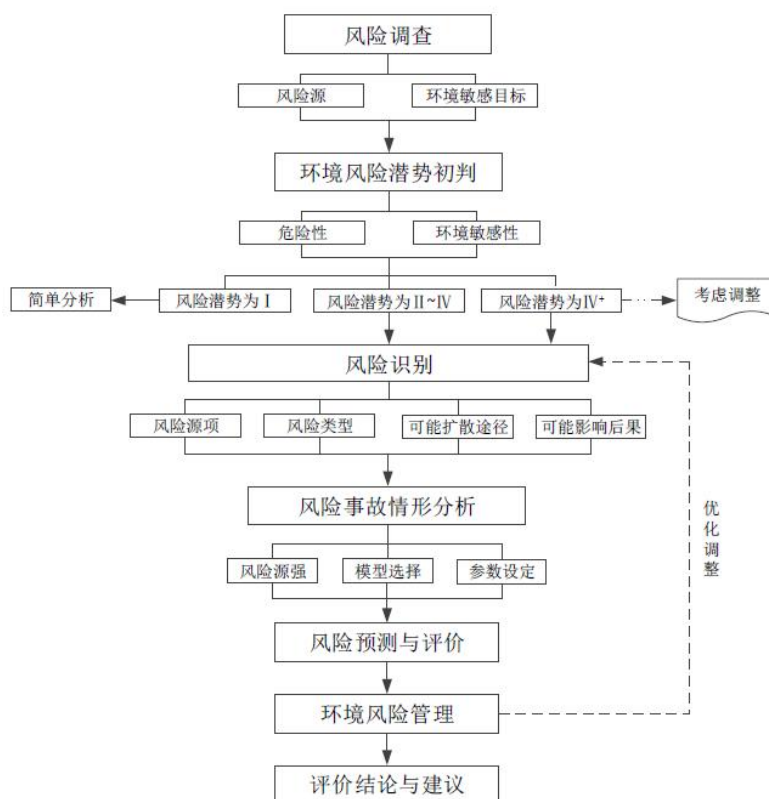 风险调查
风险源
环境敏感目标
环境风险潜势初判
危险性
环境敏感性
简单分析
风险潜势为Ⅰ
风险潜势为Ⅱ~Ⅳ
风险潜势为Ⅳ⁺
考虑调整
风险识别
风险源项
风险类型
可能扩散途径
可能影响后果
风险事故情形分析
优化调整
风险源强
模型选择
参数设定
风险预测与评价
环境风险管理
评价结论与建议